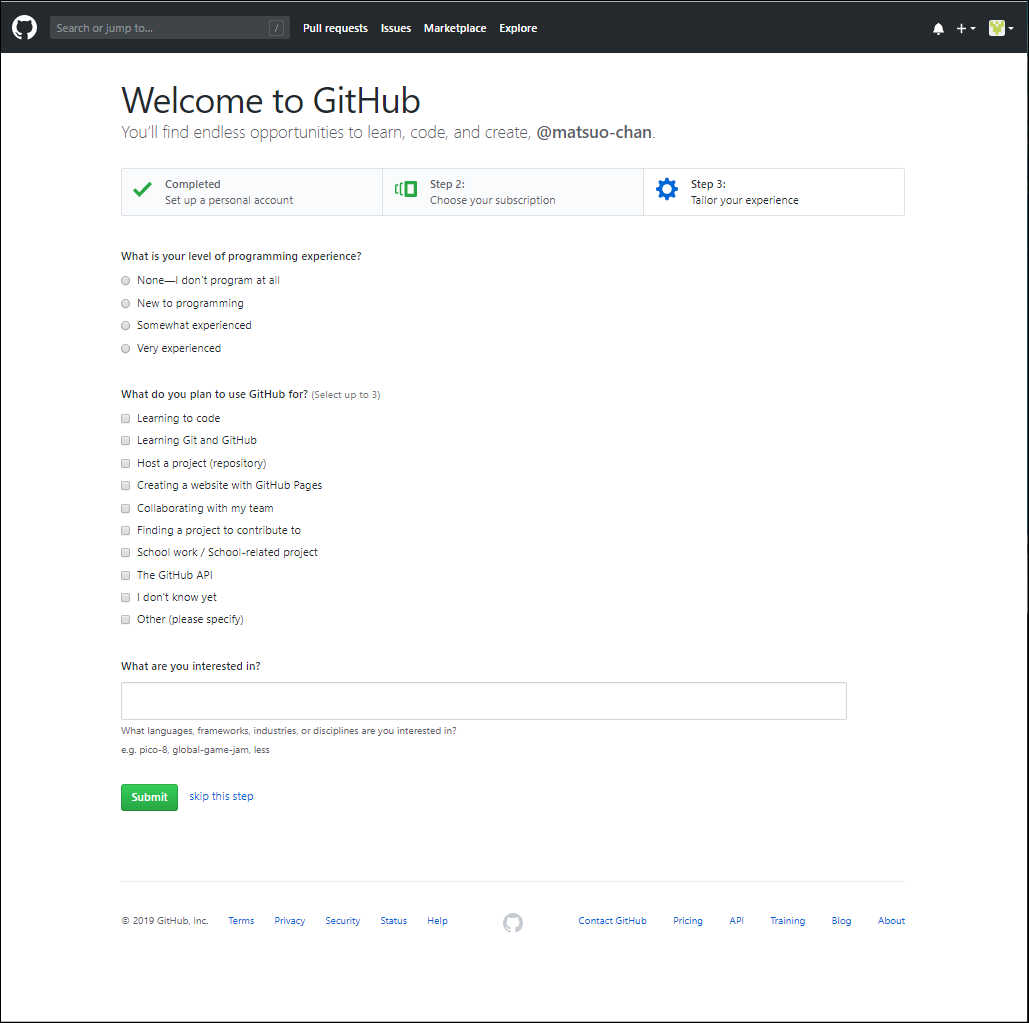 Search or jump to... /
Pull requests Issues Marketplace Explore
Welcome to GitHub
You'll find endless opportunities to learn, code, and create, @matsuo-chan.
Completed
Set up a personal account
Step 2:
Choose your subscription
Step 3:
Tailor your experience
What is your level of programming experience?
None—I don't program at all
New to programming
Somewhat experienced
Very experienced
What do you plan to use GitHub for? (Select up to 3)
Learning to code
Learning Git and GitHub
Host a project (repository)
Creating a website with GitHub Pages
Collaborating with my team
Finding a project to contribute to
School work / School-related project
The GitHub API
I don't know yet
Other (please specify)
What are you interested in?
What languages, frameworks, industries, or disciplines are you interested in?
e.g. pico-8, global-game-jam, less
Submit skip this step
© 2019 GitHub, Inc. Terms Privacy Security Status Help Contact GitHub Pricing API Training Blog About